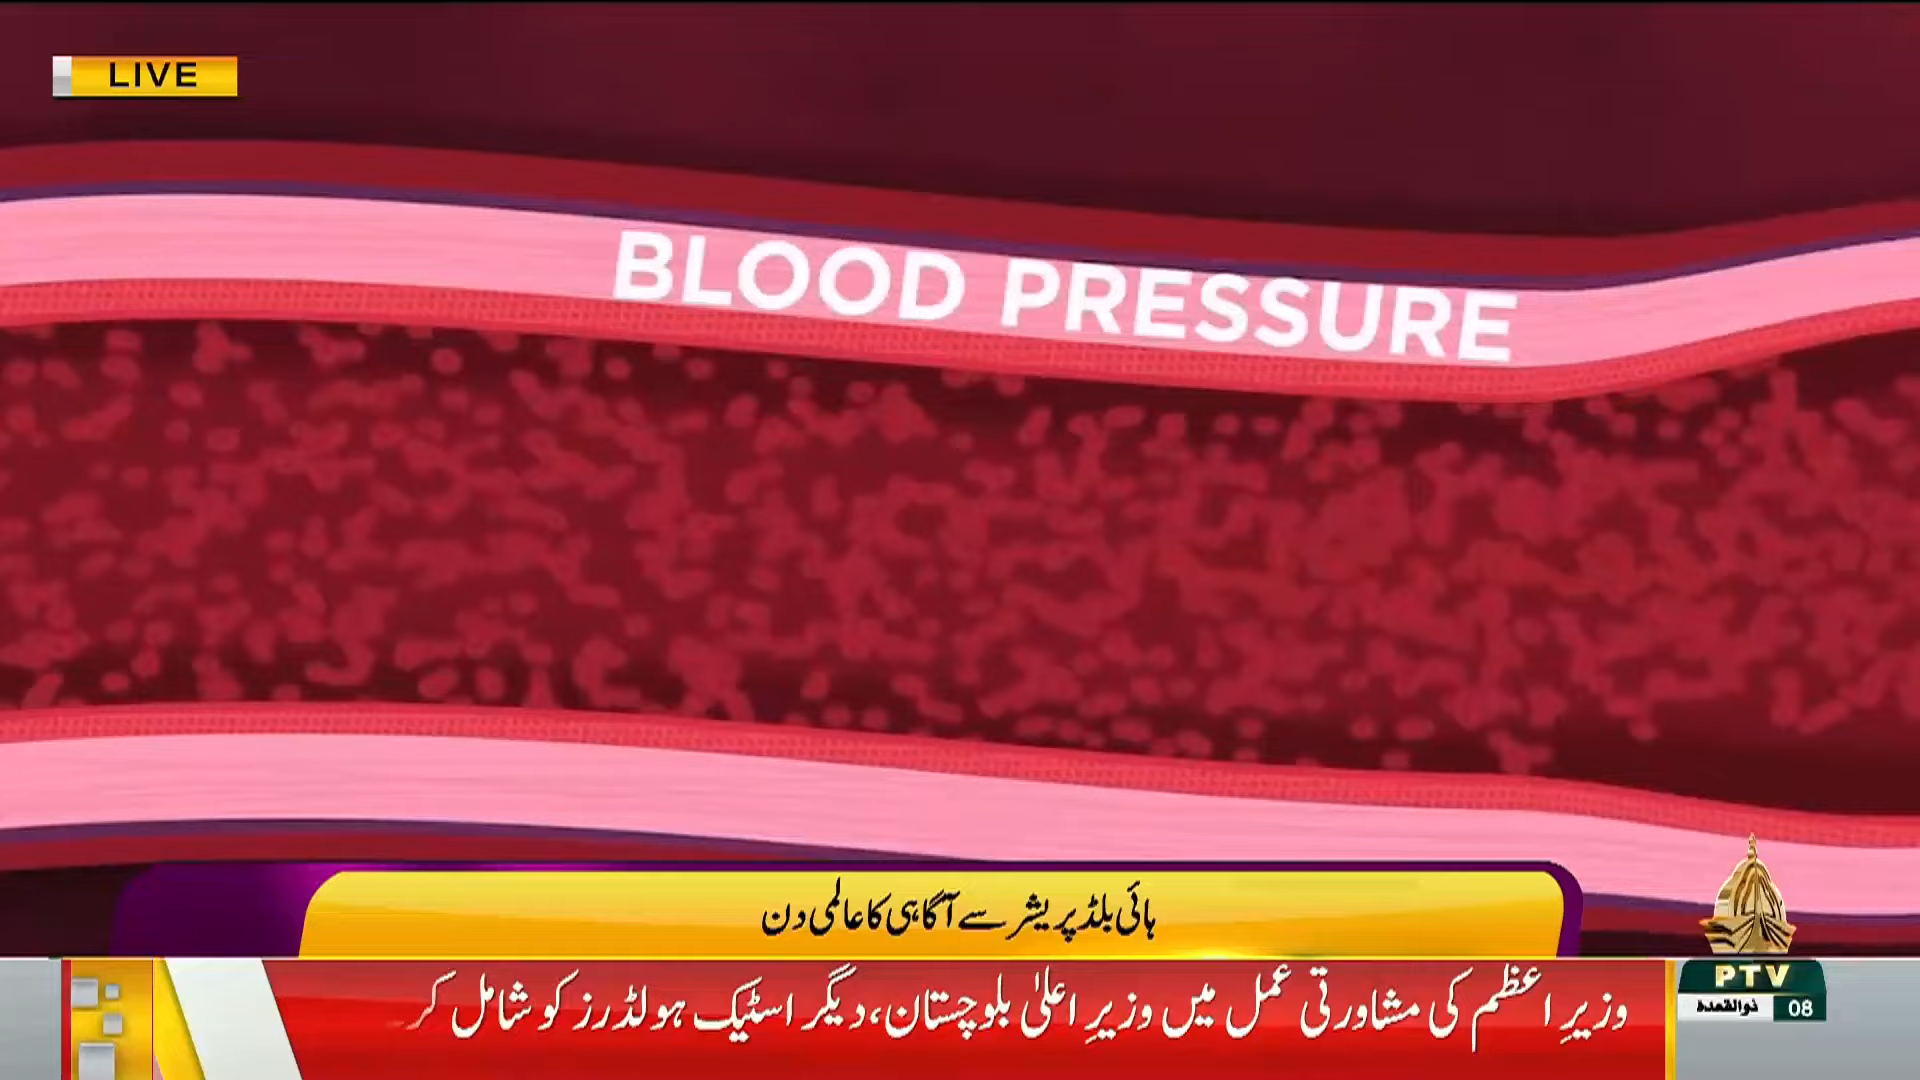 LIVE
BLOOD PRESSURE
ہائی بلڈ پریشر سے آگاہی کا عالمی دن
وزیرِ اعظم کی مشاورتی عمل میں وزیرِ اعلیٰ بلوچستان، دیگر اسٹیک ہولڈرز کو شامل کر
PTV
ذوالقعدة 08